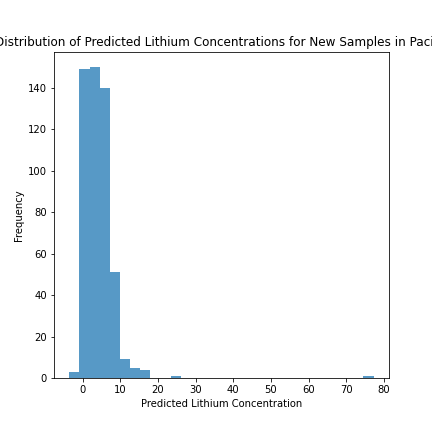 Distribution of Predicted Lithium Concentrations for New Samples in Paci
140
120
100
80
60
40
20
0
Frequency
0 10 20 30 40 50 60 70 80
Predicted Lithium Concentration